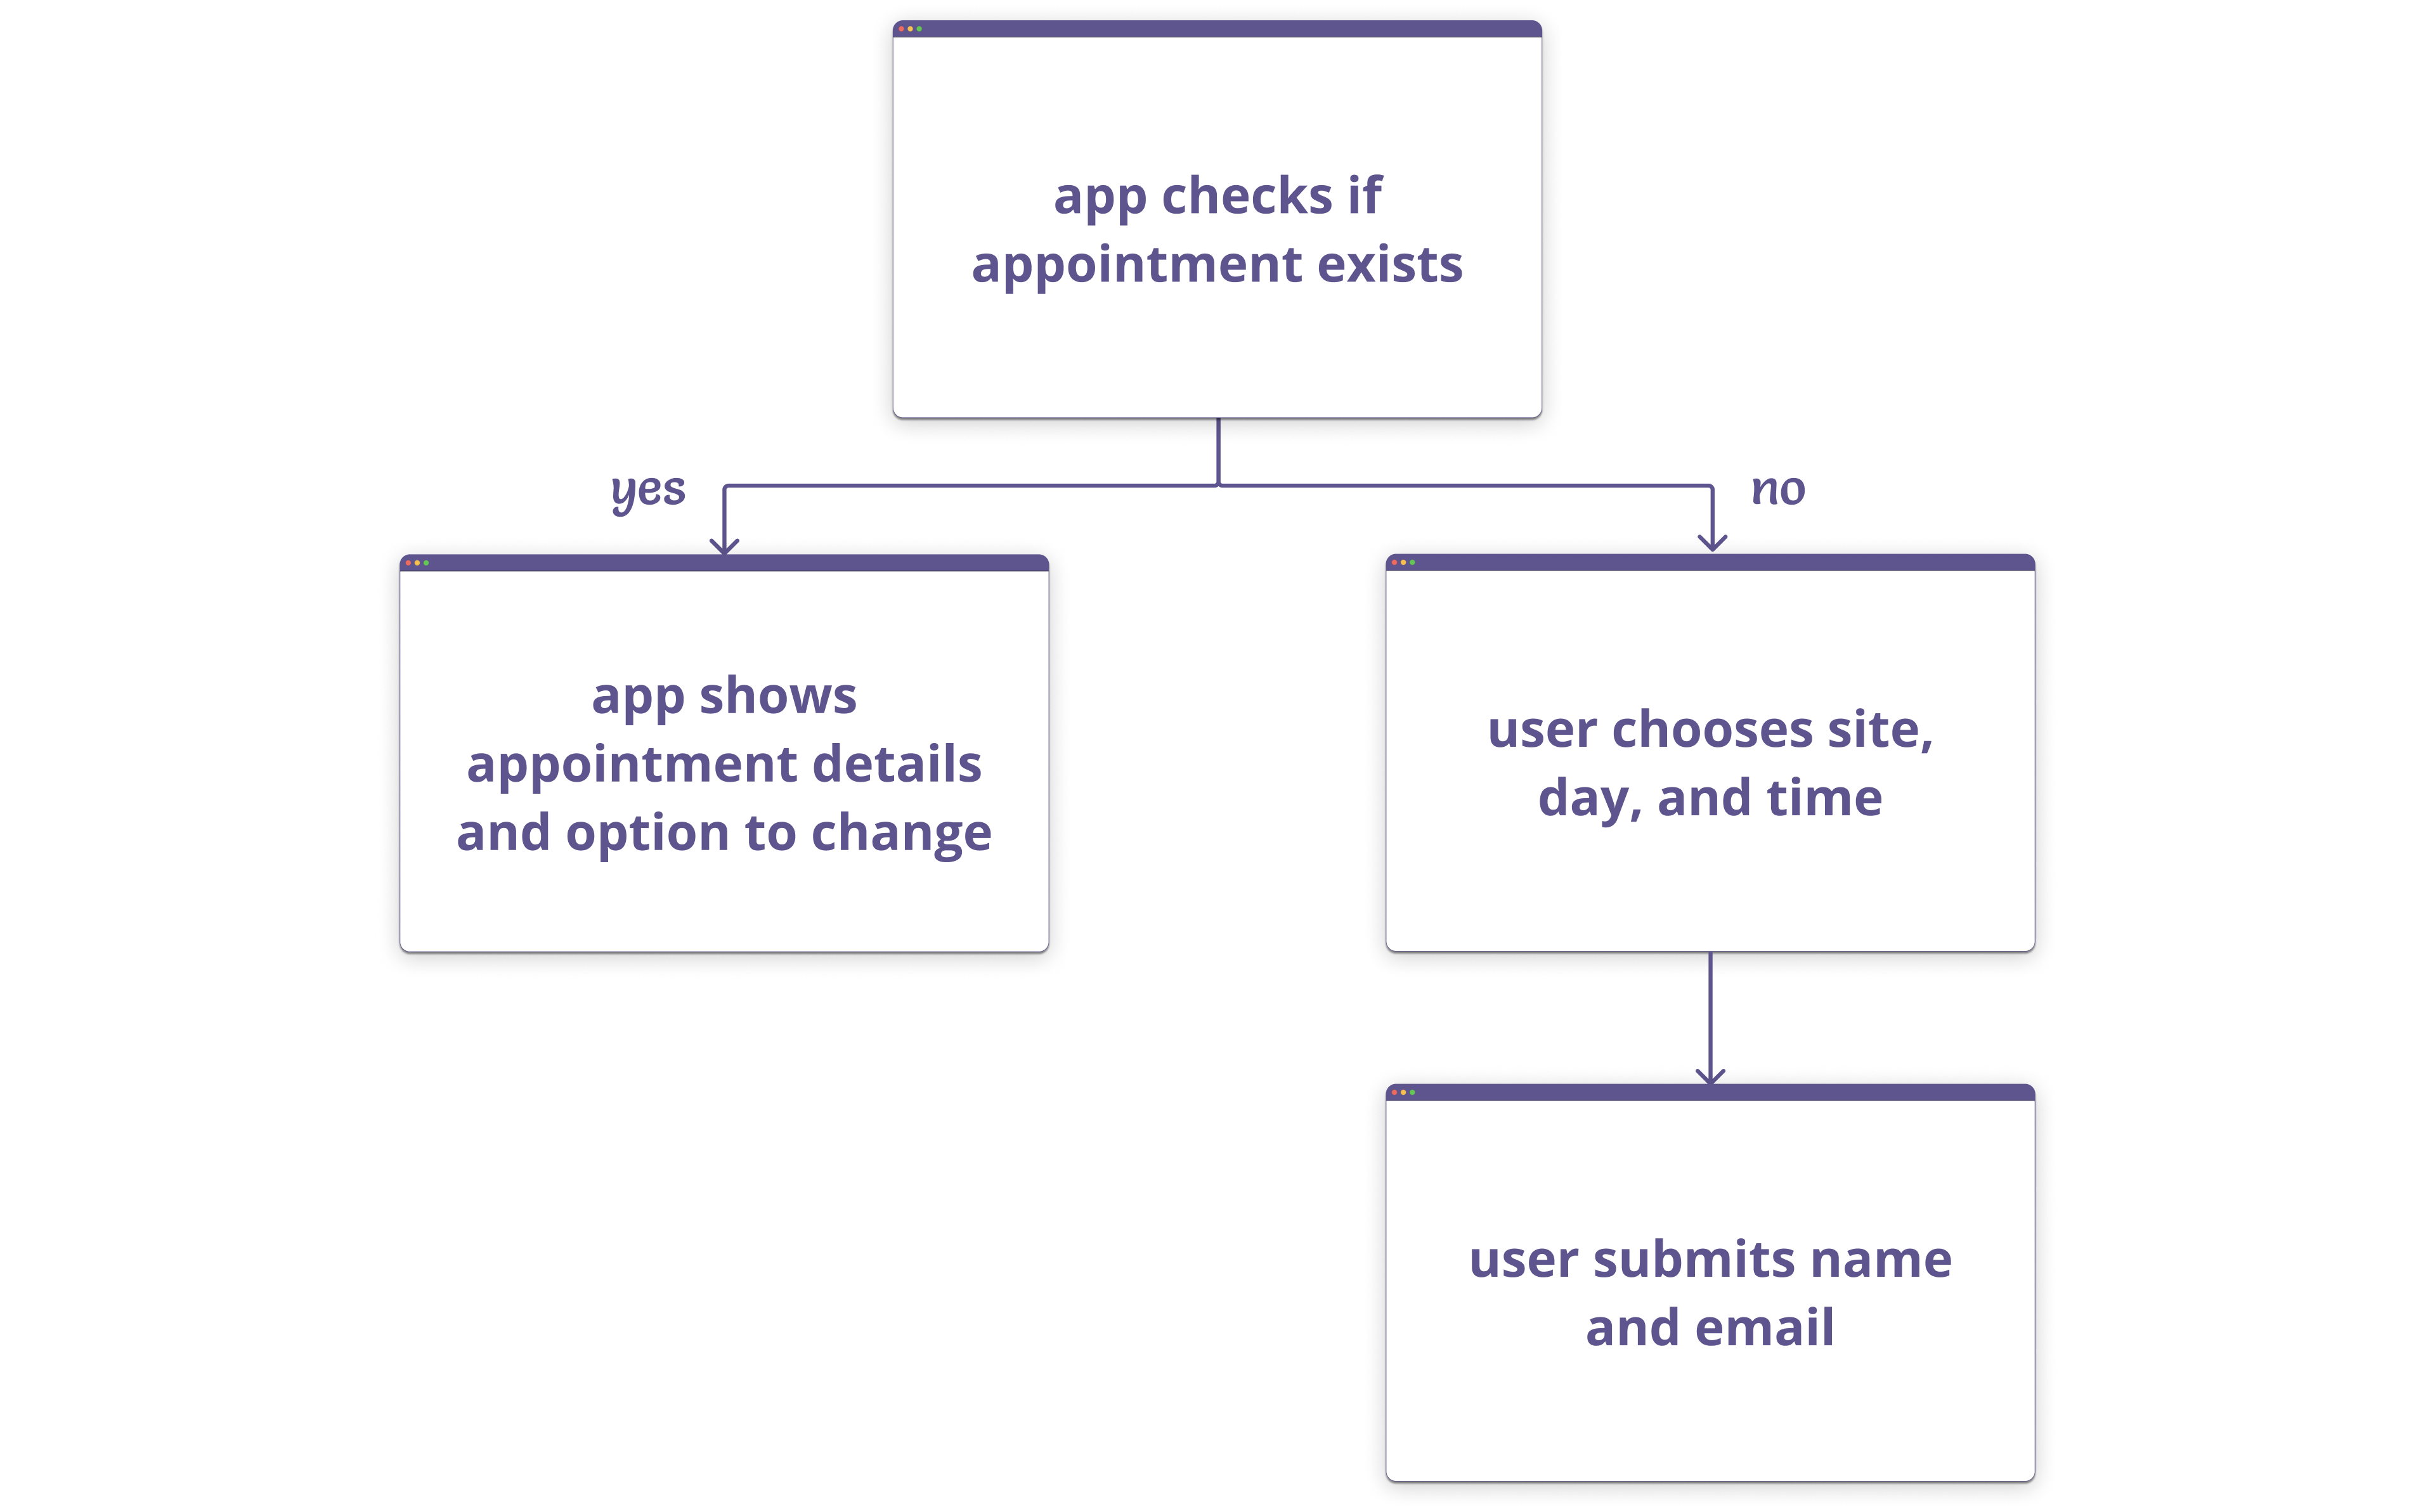 app checks if
appointment exists
yes
no
app shows
appointment details
and option to change
user chooses site,
day, and time
user submits name
and email